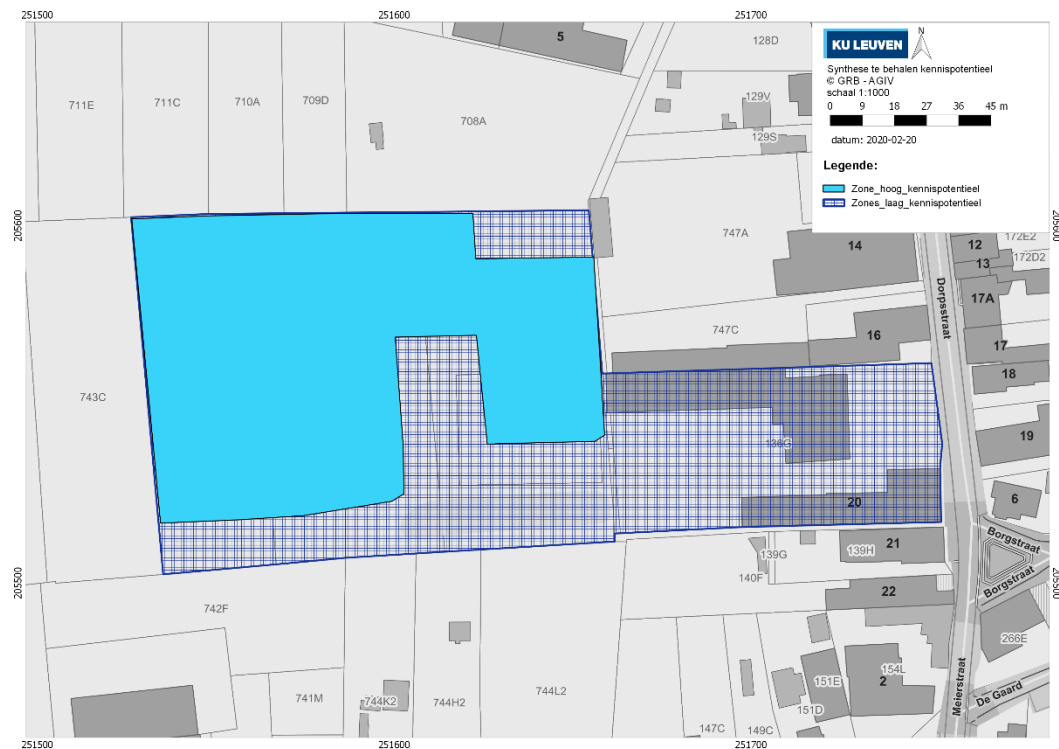 251500
251600
251700
KU LEUVEN
N
Synthese te behalen kennispotentieel
© GRB - AGIV
schaal 1:1000
0 9 18 27 36 45 m
datum: 2020-02-20
Legende:
Zone_hoog_kennispotentieel
Zones_laag_kennispotentieel
5
128D
711E
711C
710A
709D
708A
129V
129S
205600
205600
747A
14
12
172E2
13
172D2
17A
Dorpsstraat
747C
16
17
18
743C
136G
19
20
6
139G
139H
21
Borgstraat
Borgstraat
140F
205500
205500
22
742F
266E
741M
744K2
744H2
744L2
151E
154L
2
151D
147C
149C
Meierstraat
De Gaard
251500
251600
251700